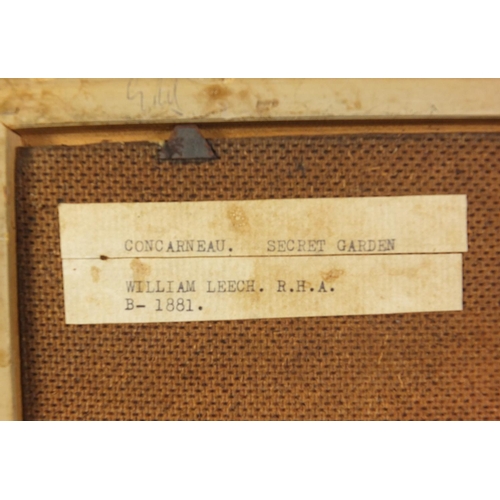 CONCARNEAU. SECRET GARDEN
WILLIAM LEECH. R.H.A.
B- 1881.